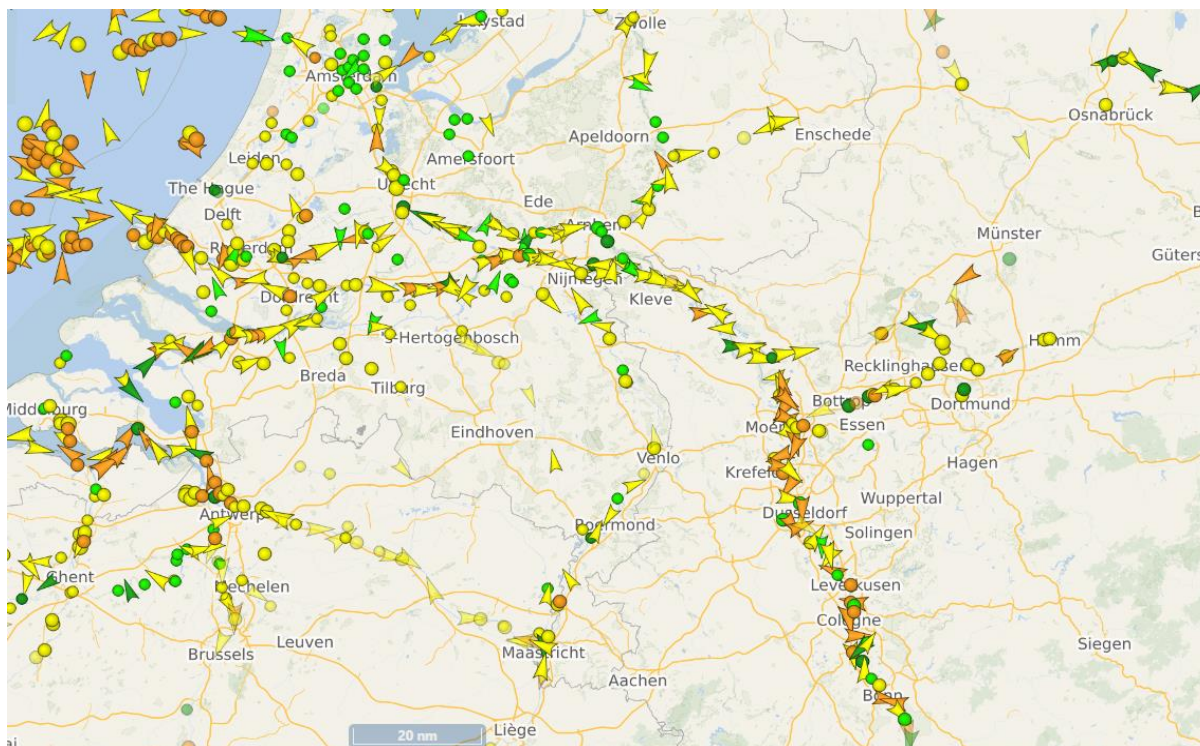 Lelystad
Zwolle
Amsterdam
Osnabrück
Apeldoorn
Enschede
Leiden
Amersfoort
The Hague
Utrecht
Ede
Delft
Arnhem
Münster
Rotterdam
Güters
Nijmegen
Dordrecht
Kleve
's-Hertogenbosch
Hamm
Recklinghausen
Breda
Tilburg
Bottrop
Dortmund
Middelburg
Essen
Moers
Eindhoven
Venlo
Hagen
Krefeld
Wuppertal
Antwerp
Roermond
Dusseldorf
Solingen
Ghent
Mechelen
Leverkusen
Cologne
Leuven
Siegen
Brussels
Maastricht
Aachen
Bonn
Liège
20 nm